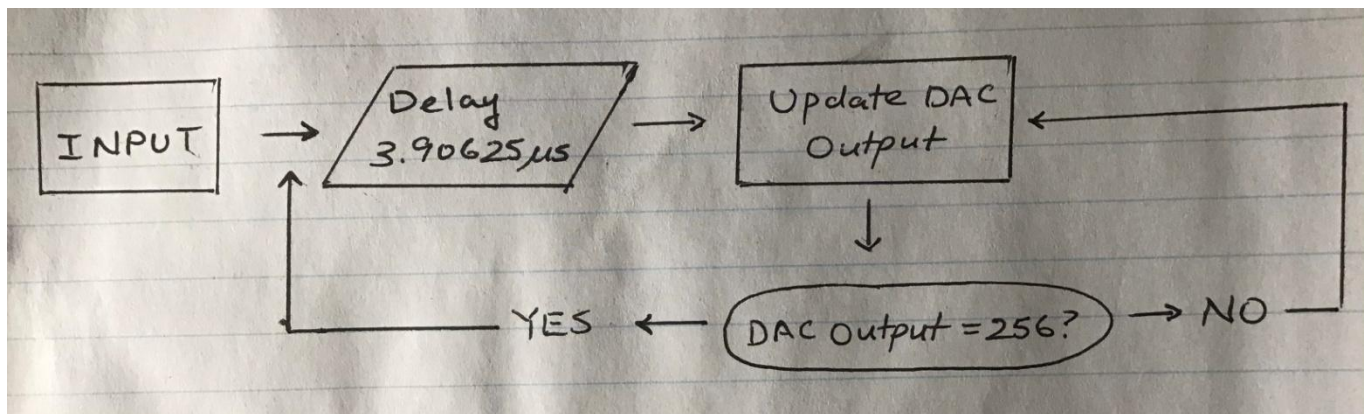 INPUT
Delay
3.90625μs
Update DAC
Output
YES
DAC Output = 256?
NO